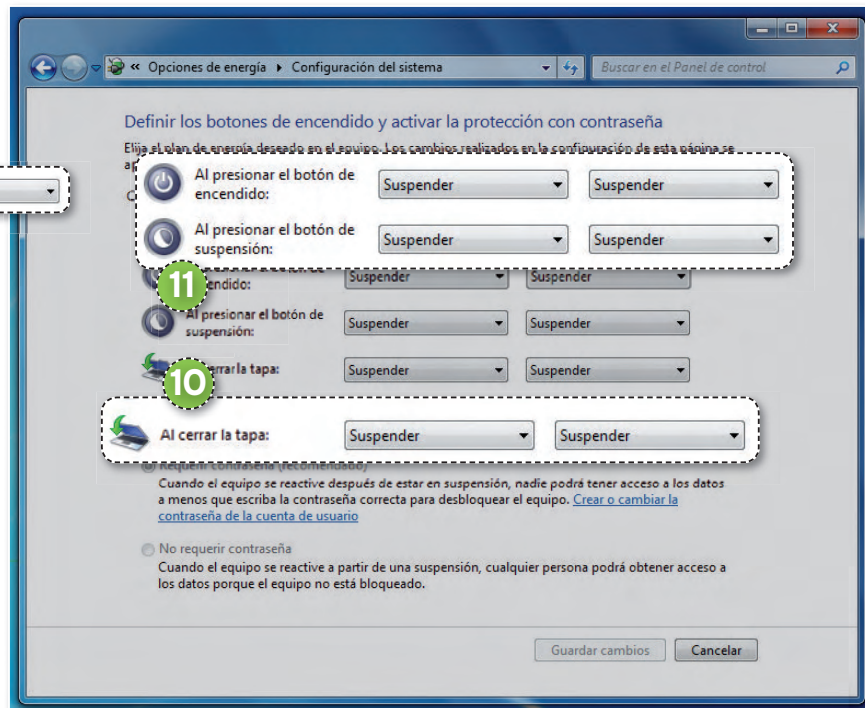 « Opciones de energía ▸ Configuración del sistema
Buscar en el Panel de control
Definir los botones de encendido y activar la protección con contraseña
Elija el plan de energía deseado en el equipo. Los cambios realizados en la configuración de esta página se
Al presionar el botón de
encendido:
Suspender
Suspender
Al presionar el botón de
suspensión:
Suspender
Suspender
11
Suspender
Suspender
Al presionar el botón de
suspensión:
Suspender
Suspender
10
la tapa:
Suspender
Suspender
Al cerrar la tapa:
Suspender
Suspender
Requerir contraseña (recomendado)
Cuando el equipo se reactive después de estar en suspensión, nadie podrá tener acceso a los datos
a menos que escriba la contraseña correcta para desbloquear el equipo. Crear o cambiar la
contraseña de la cuenta de usuario
No requerir contraseña
Cuando el equipo se reactive a partir de una suspensión, cualquier persona podrá obtener acceso a
los datos porque el equipo no está bloqueado.
Guardar cambios
Cancelar